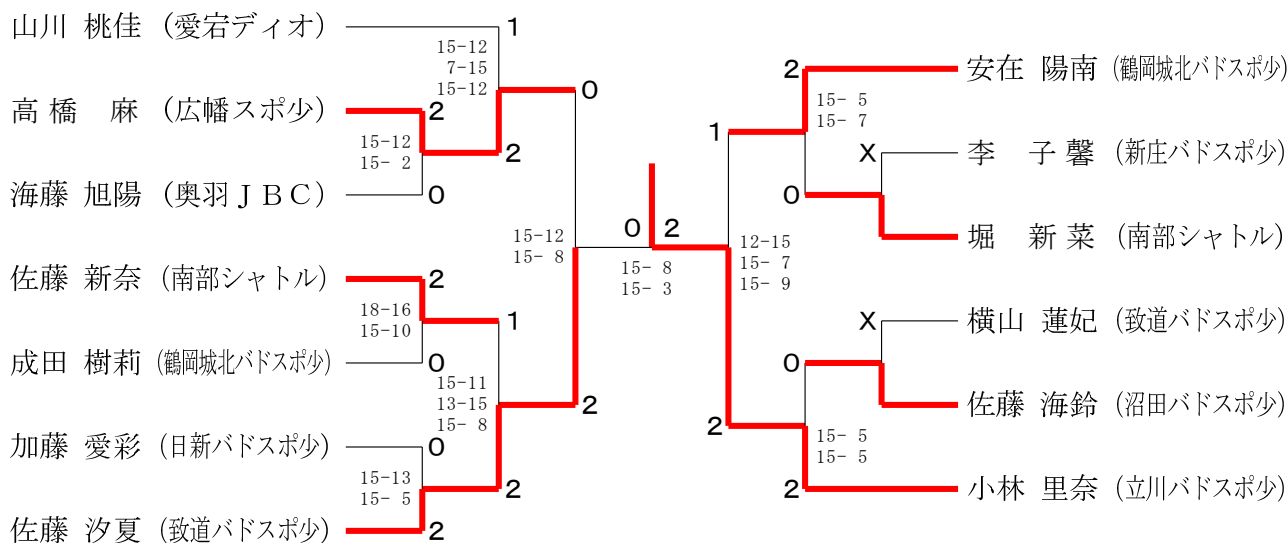 山川 桃佳 (愛宕ディオ)
1
15-12
7-15
15-12
高橋 麻 (広幡スポ少)
2
15-12
15- 2
2
0
海藤 旭陽 (奥羽JBC)
0
15-12
15- 8
佐藤 新奈 (南部シャトル)
2
18-16
15-10
1
成田 樹莉 (鶴岡城北バドスポ少)
0
15-11
13-15
15- 8
2
加藤 愛彩 (日新バドスポ少)
0
15-13
15- 5
2
佐藤 汐夏 (致道バドスポ少)
2
0 2
15- 8
15- 3
2
安在 陽南 (鶴岡城北バドスポ少)
15- 5
15- 7
1
X
李 子馨 (新庄バドスポ少)
0
堀 新菜 (南部シャトル)
12-15
15- 7
15- 9
X
横山 蓮妃 (致道バドスポ少)
0
佐藤 海鈴 (沼田バドスポ少)
2
15- 5
15- 5
2
小林 里奈 (立川バドスポ少)